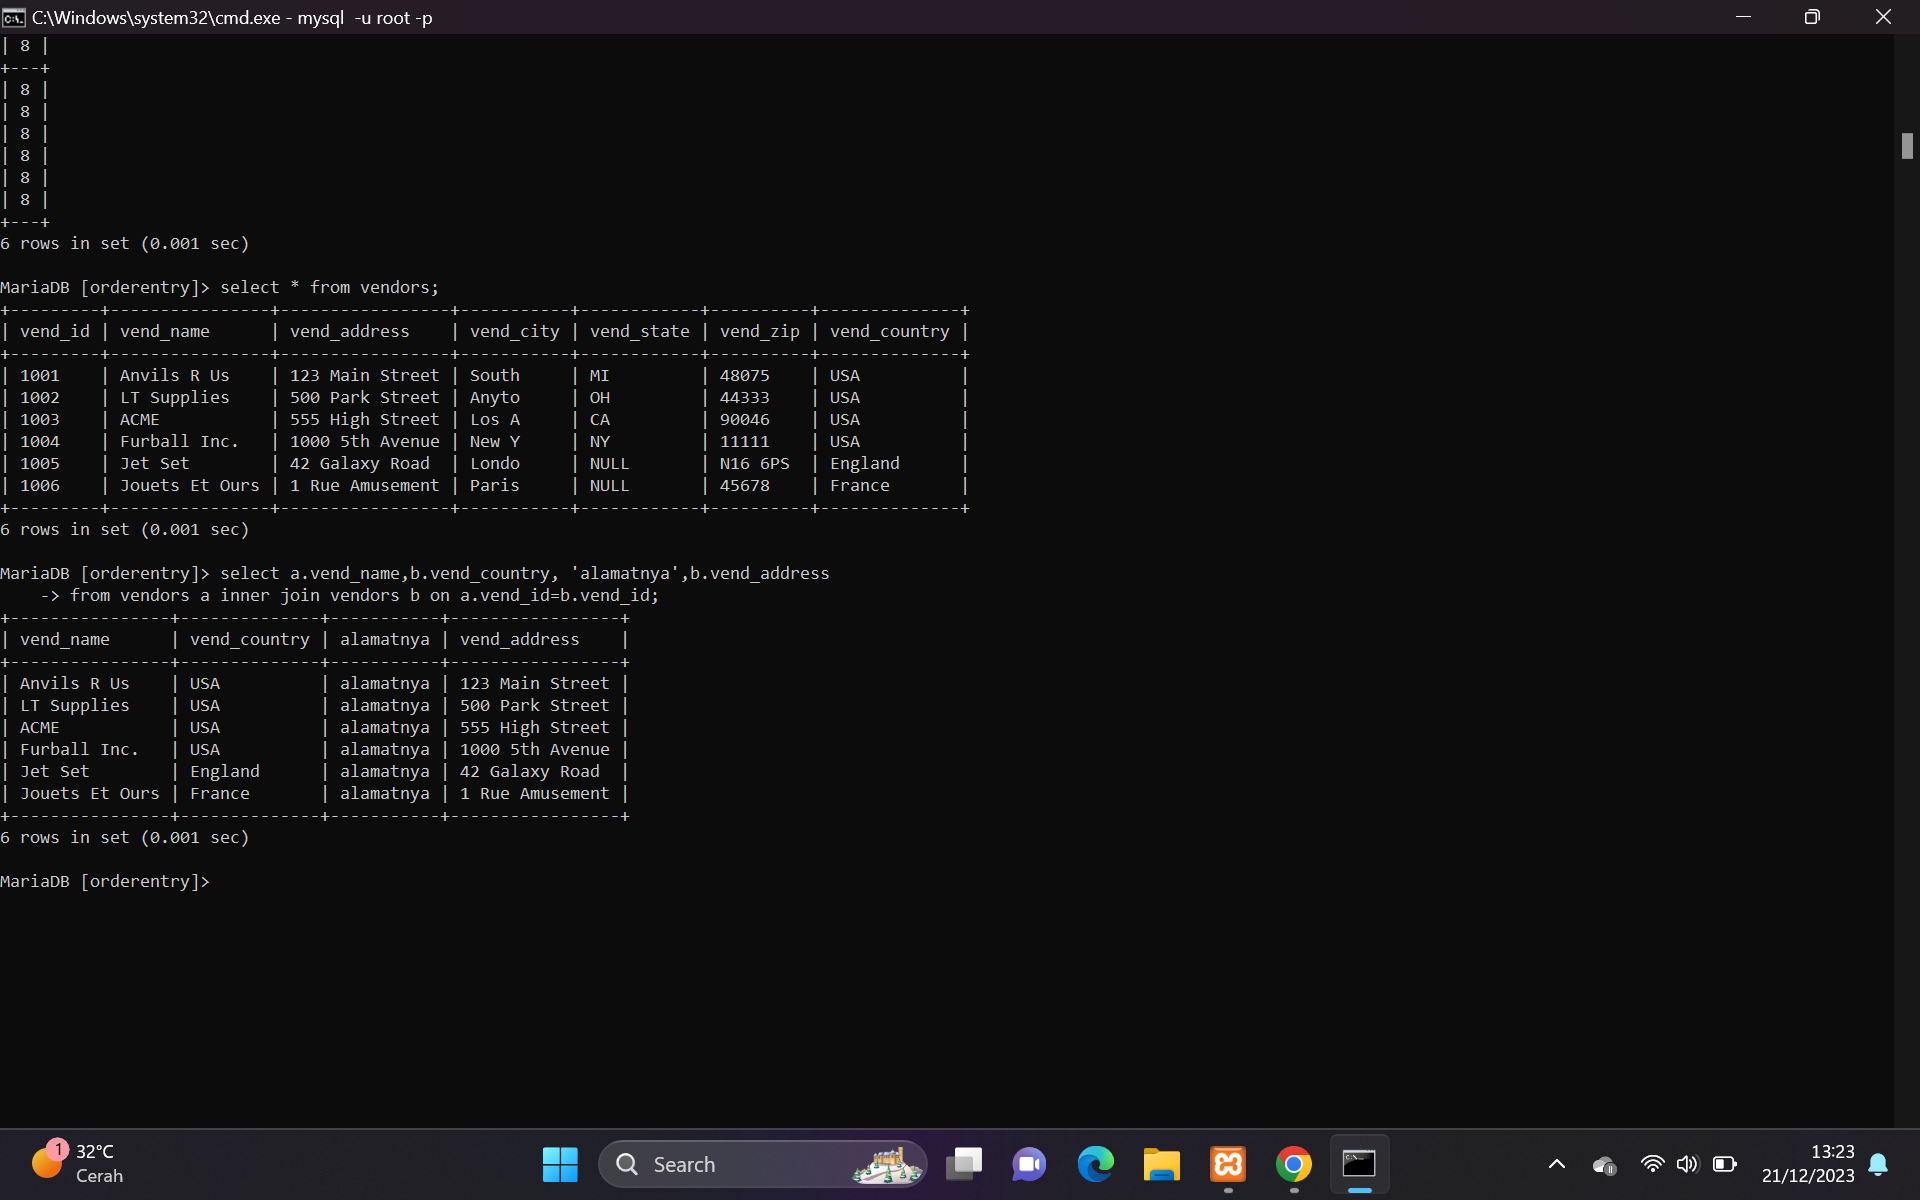 C:\Windows\system32\cmd.exe - mysql  -u root -p
| 8 |
+---+
| 8 |
| 8 |
| 8 |
| 8 |
| 8 |
| 8 |
+---+
6 rows in set (0.001 sec)
MariaDB [orderentry]> select * from vendors;
+---------+----------------+-----------------+-----------+------------+----------+--------------+
| vend_id | vend_name      | vend_address    | vend_city | vend_state | vend_zip | vend_country |
+---------+----------------+-----------------+-----------+------------+----------+--------------+
| 1001    | Anvils R Us    | 123 Main Street | South     | MI         | 48075    | USA          |
| 1002    | LT Supplies    | 500 Park Street | Anyto     | OH         | 44333    | USA          |
| 1003    | ACME           | 555 High Street | Los A     | CA         | 90046    | USA          |
| 1004    | Furball Inc.   | 1000 5th Avenue | New Y     | NY         | 11111    | USA          |
| 1005    | Jet Set        | 42 Galaxy Road  | Londo     | NULL       | N16 6PS  | England      |
| 1006    | Jouets Et Ours | 1 Rue Amusement | Paris     | NULL       | 45678    | France       |
+---------+----------------+-----------------+-----------+------------+----------+--------------+
6 rows in set (0.001 sec)
MariaDB [orderentry]> select a.vend_name,b.vend_country, 'alamatnya',b.vend_address
    -> from vendors a inner join vendors b on a.vend_id=b.vend_id;
+----------------+--------------+-----------+-----------------+
| vend_name      | vend_country | alamatnya | vend_address    |
+----------------+--------------+-----------+-----------------+
| Anvils R Us    | USA          | alamatnya | 123 Main Street |
| LT Supplies    | USA          | alamatnya | 500 Park Street |
| ACME           | USA          | alamatnya | 555 High Street |
| Furball Inc.   | USA          | alamatnya | 1000 5th Avenue |
| Jet Set        | England      | alamatnya | 42 Galaxy Road  |
| Jouets Et Ours | France       | alamatnya | 1 Rue Amusement |
+----------------+--------------+-----------+-----------------+
6 rows in set (0.001 sec)
MariaDB [orderentry]>
1
32°C
Cerah
Search
13:23
21/12/2023